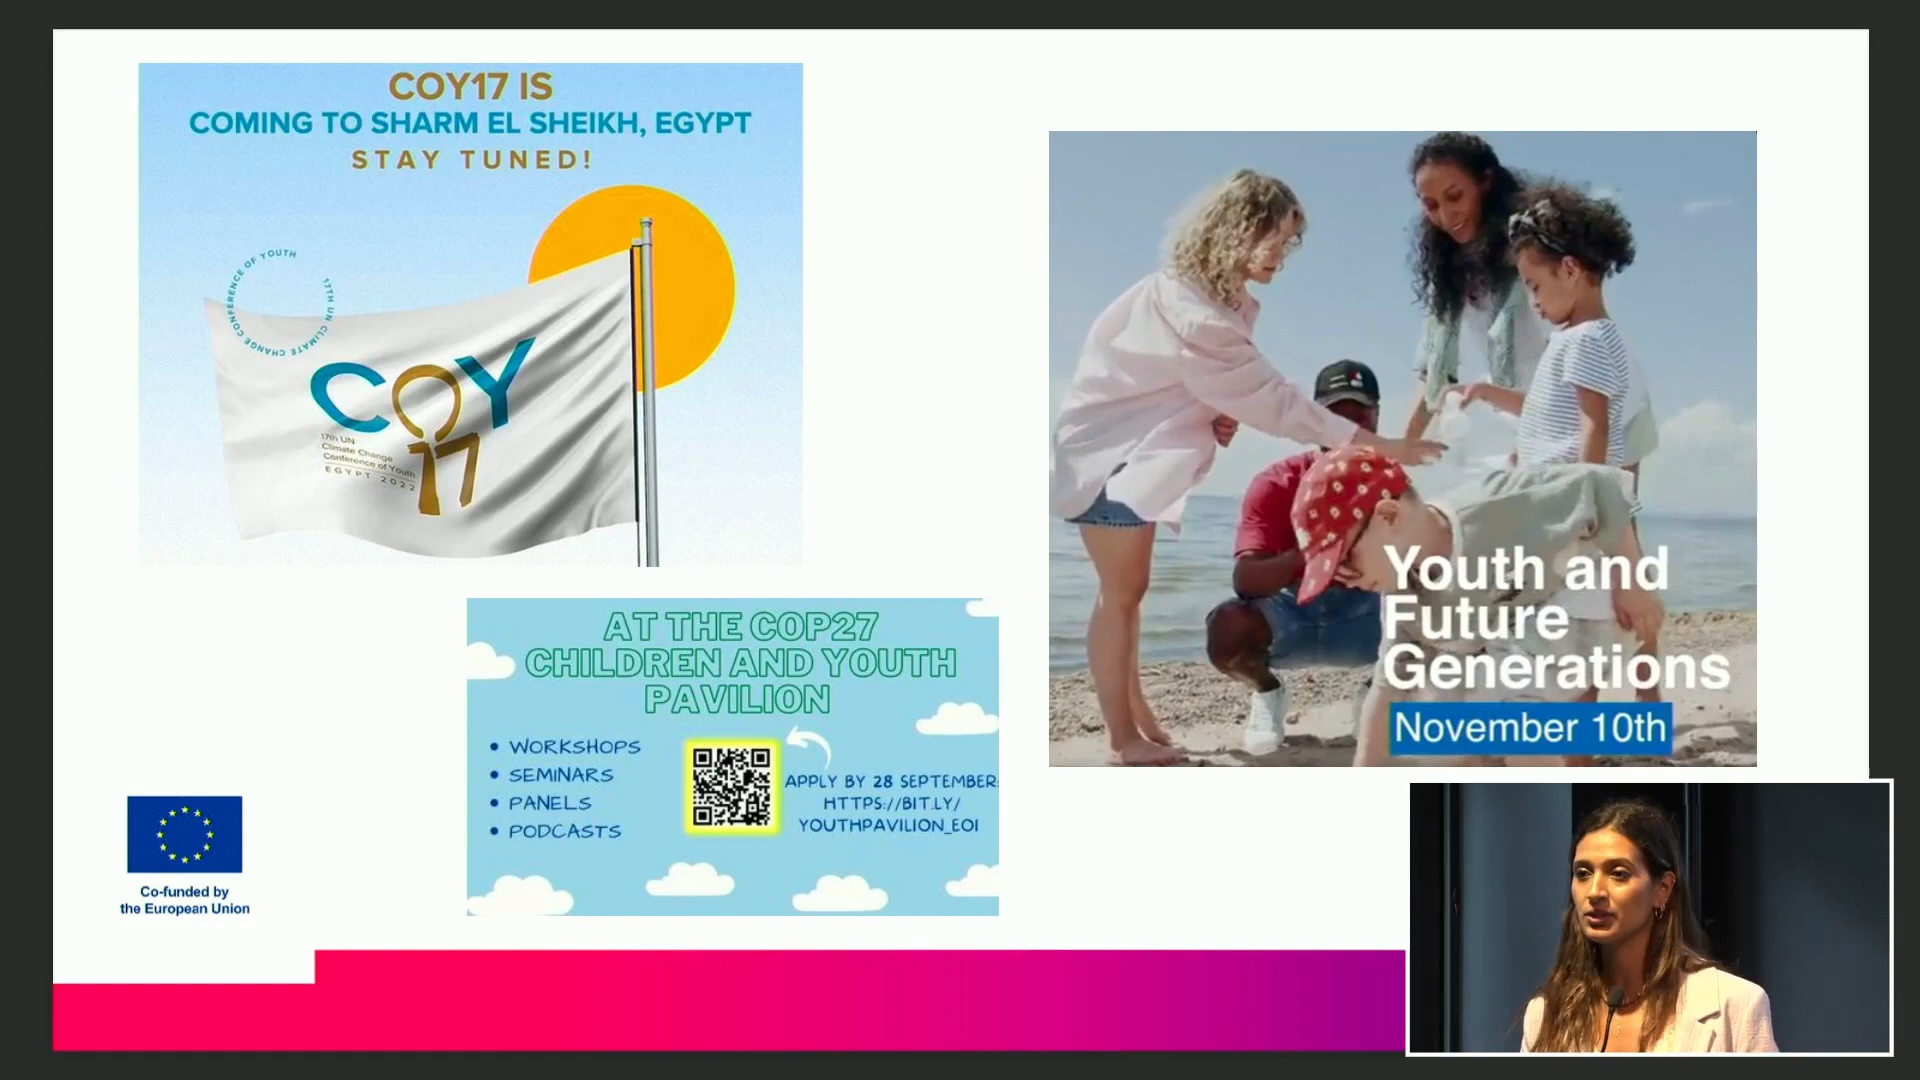 COY17 IS
COMING TO SHARM EL SHEIKH, EGYPT
STAY TUNED!
17TH UN CLIMATE CHANGE CONFERENCE OF YOUTH
COY
17
17th UN
Climate Change
Conference of Youth
EGYPT 2022
Youth and
Future
Generations
November 10th
AT THE COP27
CHILDREN AND YOUTH
PAVILION
• WORKSHOPS
• SEMINARS
• PANELS
• PODCASTS
APPLY BY 28 SEPTEMBER:
HTTPS://BIT.LY/
YOUTHPAVILION_EOI
Co-funded by
the European Union